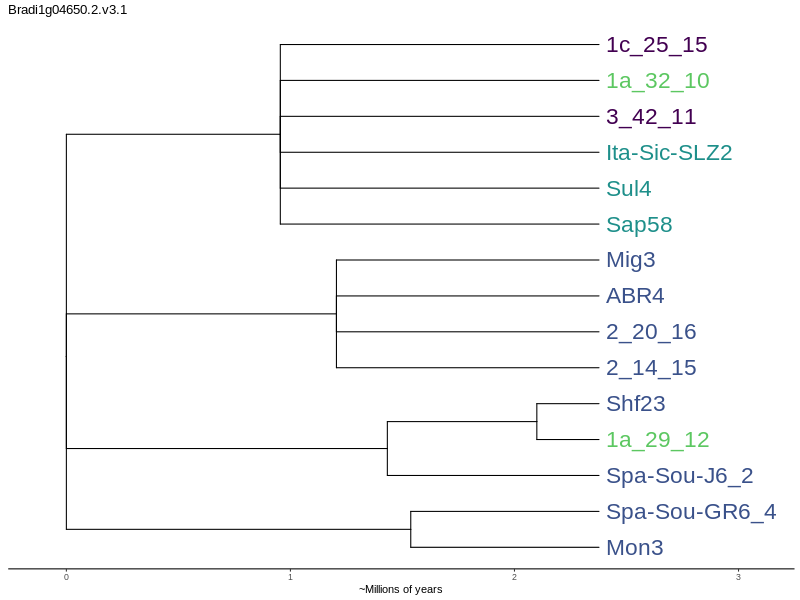 Bradi1g04650.2.v3.1
1c_25_15
1a_32_10
3_42_11
Ita-Sic-SLZ2
Sul4
Sap58
Mig3
ABR4
2_20_16
2_14_15
Shf23
1a_29_12
Spa-Sou-J6_2
Spa-Sou-GR6_4
Mon3
0 1 2 3
~Millions of years